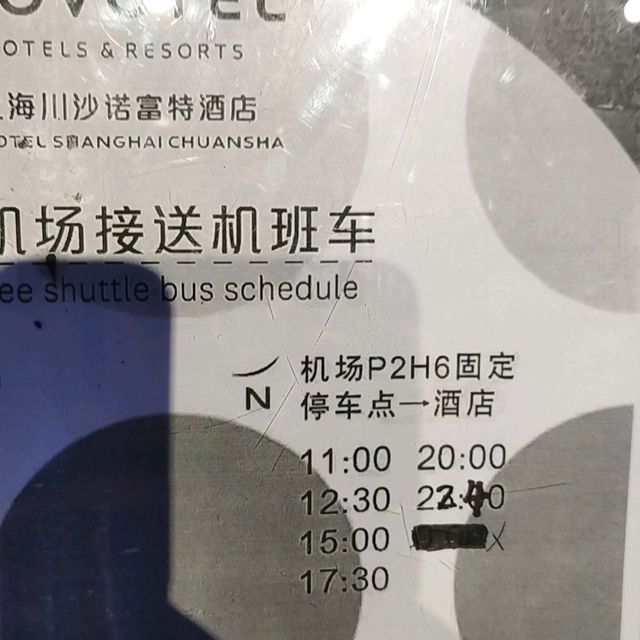 OVOTEL
OTELS & RESORTS
海川沙诺富特酒店
OTEL SHANGHAI CHUANSHA
机场接送机班车
ee shuttle bus schedule
机场P2H6固定
N
停车点→酒店
11:00 20:00
12:30
15:00
17:30